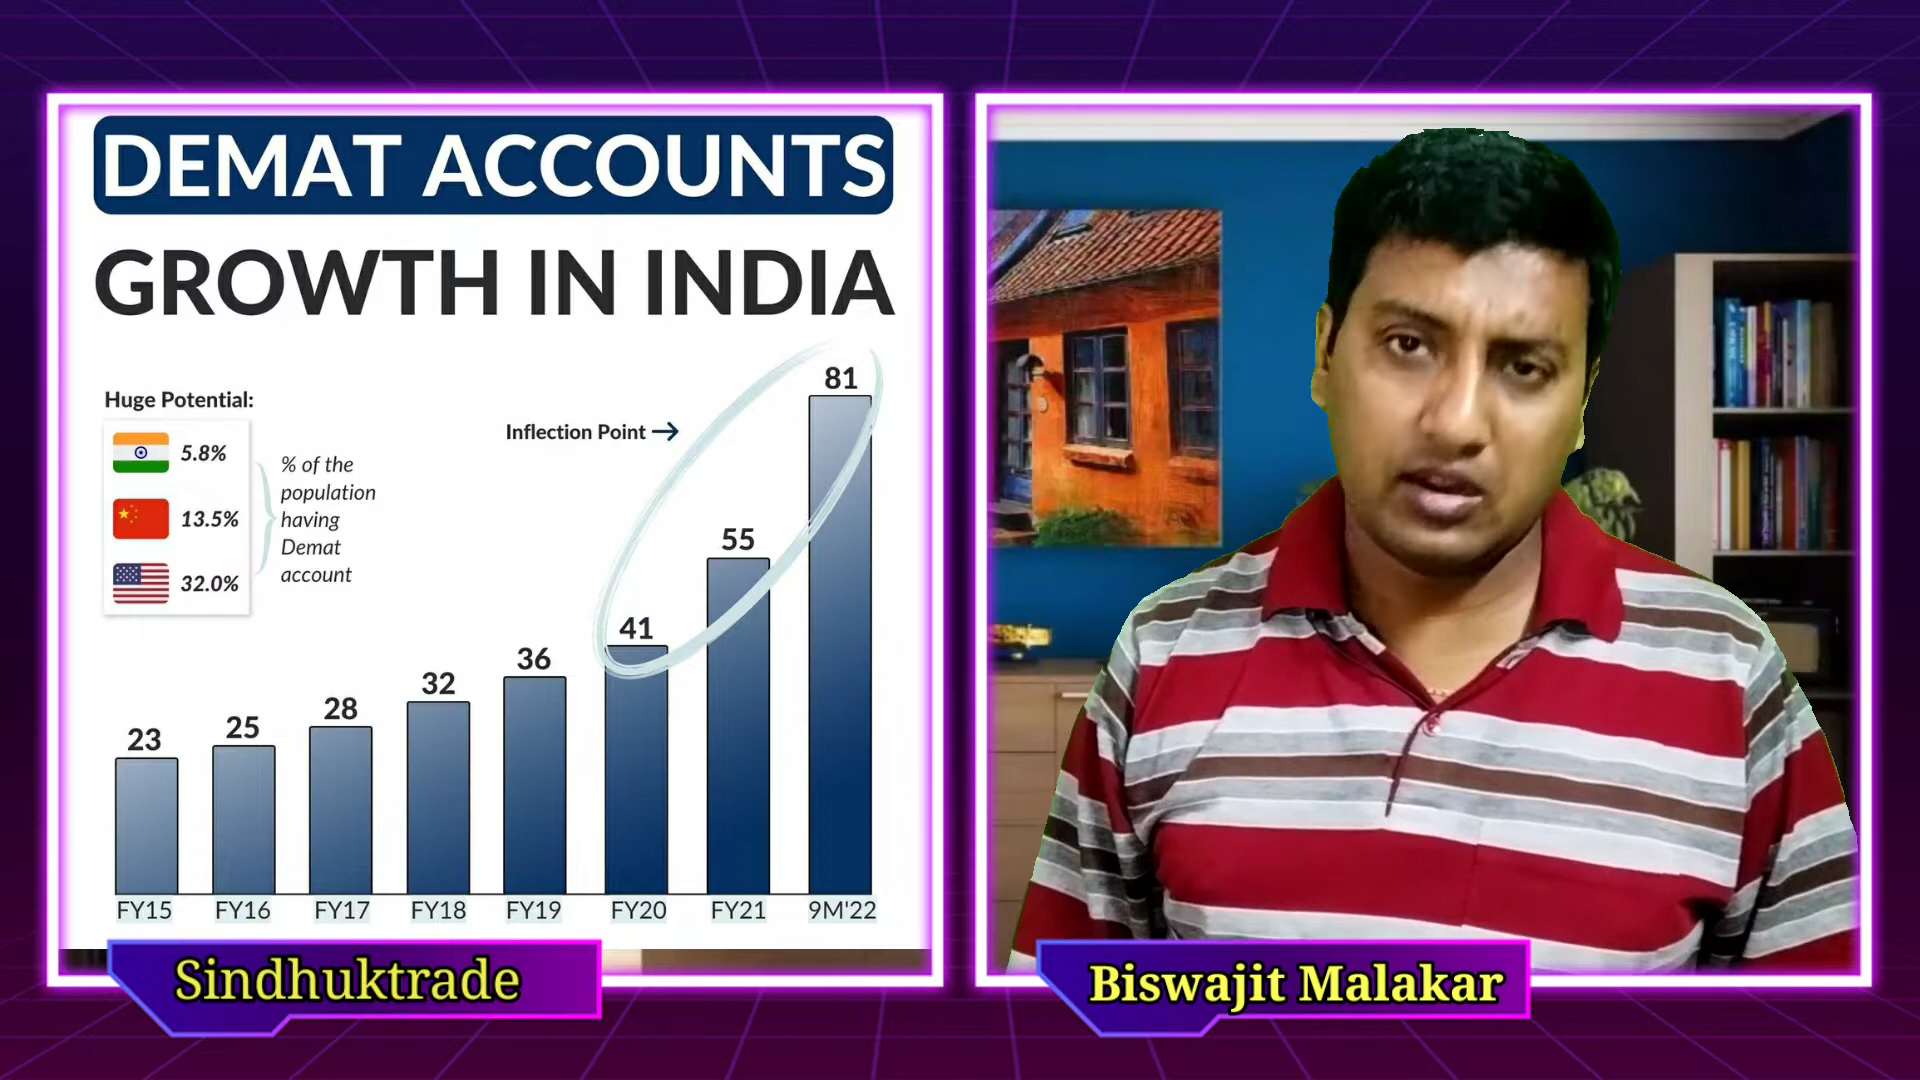 DEMAT ACCOUNTS
GROWTH IN INDIA
Huge Potential:
5.8%
13.5%
32.0%
% of the
population
having
Demat
account
Inflection Point →
23
25
28
32
36
41
55
81
FY15
FY16
FY17
FY18
FY19
FY20
FY21
9M'22
Sindhuktrade
Biswajit Malakar